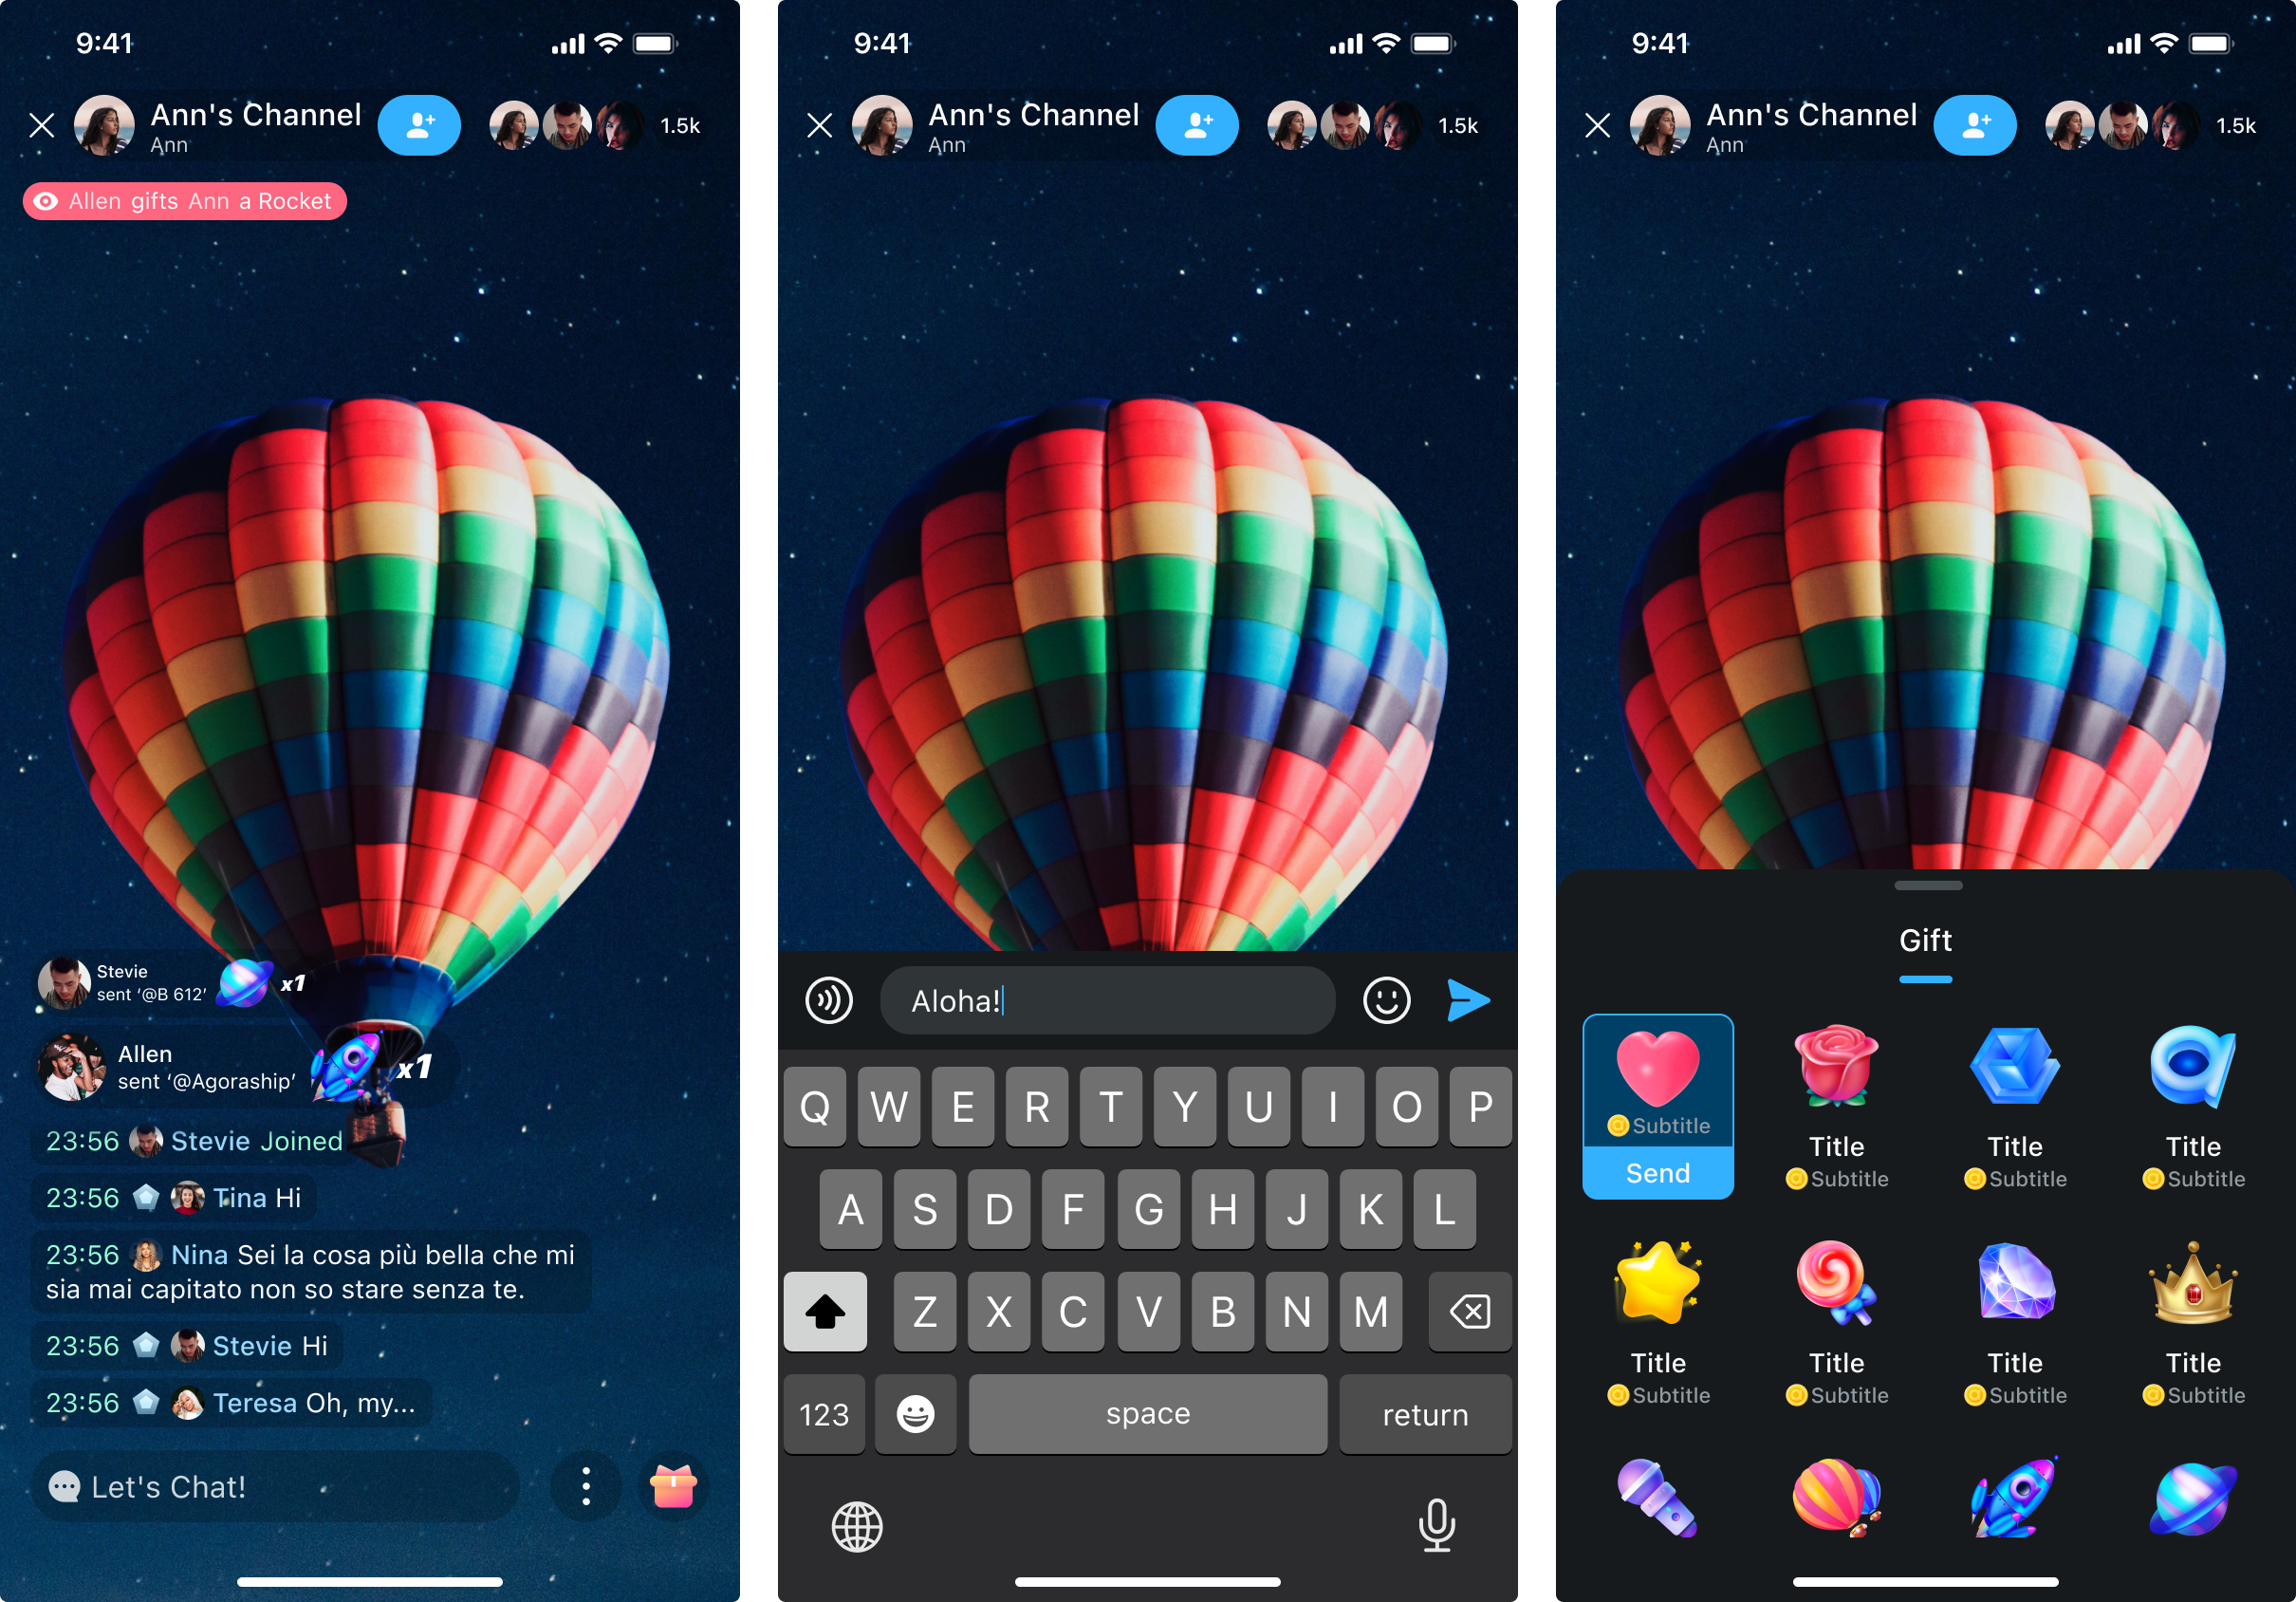 9:41
Ann's Channel
Ann
1.5k
Allen gifts Ann a Rocket
Stevie
sent ‘@B 612’
x1
Allen
sent ‘@Agoraship’
x1
23:56 Stevie Joined
23:56 Tina Hi
23:56 Nina Sei la cosa più bella che mi
sia mai capitato non so stare senza te.
23:56 Stevie Hi
23:56 Teresa Oh, my...
Let's Chat!
9:41
Ann's Channel
Ann
1.5k
Aloha!
Q W E R T Y U I O P
A S D F G H J K L
Z X C V B N M
123 space return
9:41
Ann's Channel
Ann
1.5k
Gift
Subtitle
Send
Title Title Title
Subtitle Subtitle Subtitle
Title Title Title Title
Subtitle Subtitle Subtitle Subtitle